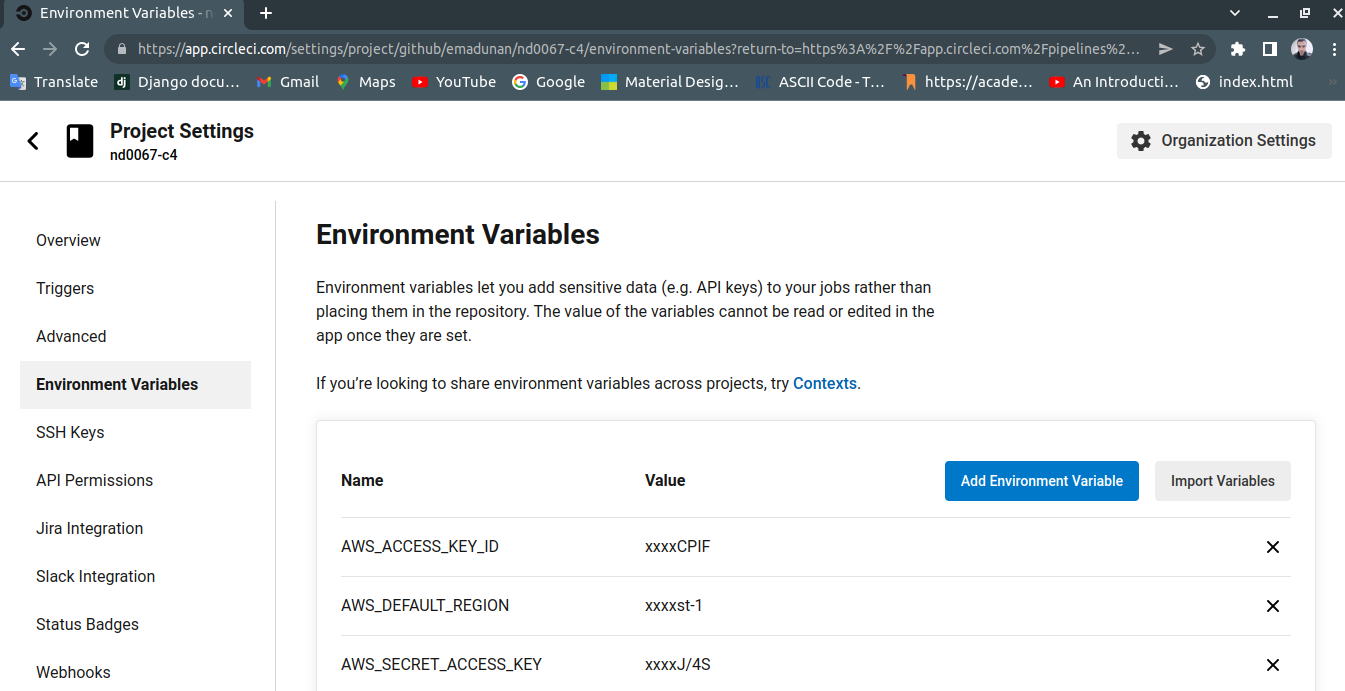 Environment Variables - n
https://app.circleci.com/settings/project/github/emadunan/nd0067-c4/environment-variables?return-to=https%3A%2F%2Fapp.circleci.com%2Fpipelines%2...
Translate dj Django docu... Gmail Maps YouTube Google Material Desig... ASCII Code - T... https://acade... An Introducti... index.html »
Project Settings
nd0067-c4
Organization Settings
Overview
Triggers
Advanced
Environment Variables
SSH Keys
API Permissions
Jira Integration
Slack Integration
Status Badges
Webhooks
Environment Variables
Environment variables let you add sensitive data (e.g. API keys) to your jobs rather than
placing them in the repository. The value of the variables cannot be read or edited in the
app once they are set.
If you’re looking to share environment variables across projects, try Contexts.
Name Value Add Environment Variable Import Variables
AWS_ACCESS_KEY_ID xxxxCPIF
AWS_DEFAULT_REGION xxxxst-1
AWS_SECRET_ACCESS_KEY xxxxJ/4S